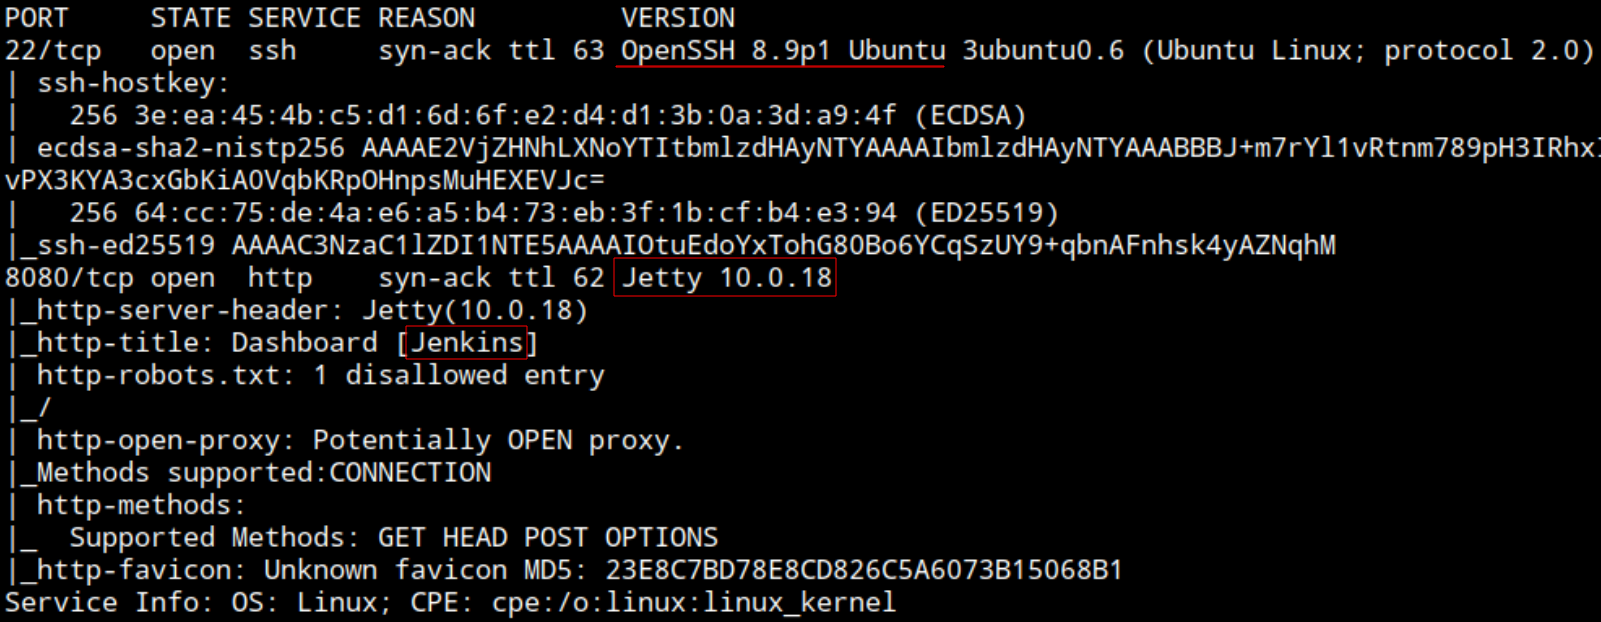 PORT     STATE SERVICE REASON         VERSION
22/tcp   open  ssh     syn-ack ttl 63 OpenSSH 8.9p1 Ubuntu 3ubuntu0.6 (Ubuntu Linux; protocol 2.0)
| ssh-hostkey:
|   256 3e:ea:45:4b:c5:d1:6d:6f:e2:d4:d1:3b:0a:3d:a9:4f (ECDSA)
| ecdsa-sha2-nistp256 AAAAE2VjZHNhLXNoYTItbmlzdHAyNTYAAAAIbmlzdHAyNTYAAABBBJ+m7rYl1vRtnm789pH3IRhx
vPX3KYA3cxGbKiA0VqbKRpOHnpsMuHEXEVJc=
|   256 64:cc:75:de:4a:e6:a5:b4:73:eb:3f:1b:cf:b4:e3:94 (ED25519)
|_ssh-ed25519 AAAAC3NzaC1lZDI1NTE5AAAAIOtuEdoYxTohG80Bo6YCqSzUY9+qbnAFnhsk4yAZNqhM
8080/tcp open  http    syn-ack ttl 62 Jetty 10.0.18
|_http-server-header: Jetty(10.0.18)
|_http-title: Dashboard [Jenkins]
| http-robots.txt: 1 disallowed entry
|_/
| http-open-proxy: Potentially OPEN proxy.
|_Methods supported:CONNECTION
| http-methods:
|_  Supported Methods: GET HEAD POST OPTIONS
|_http-favicon: Unknown favicon MD5: 23E8C7BD78E8CD826C5A6073B15068B1
Service Info: OS: Linux; CPE: cpe:/o:linux:linux_kernel